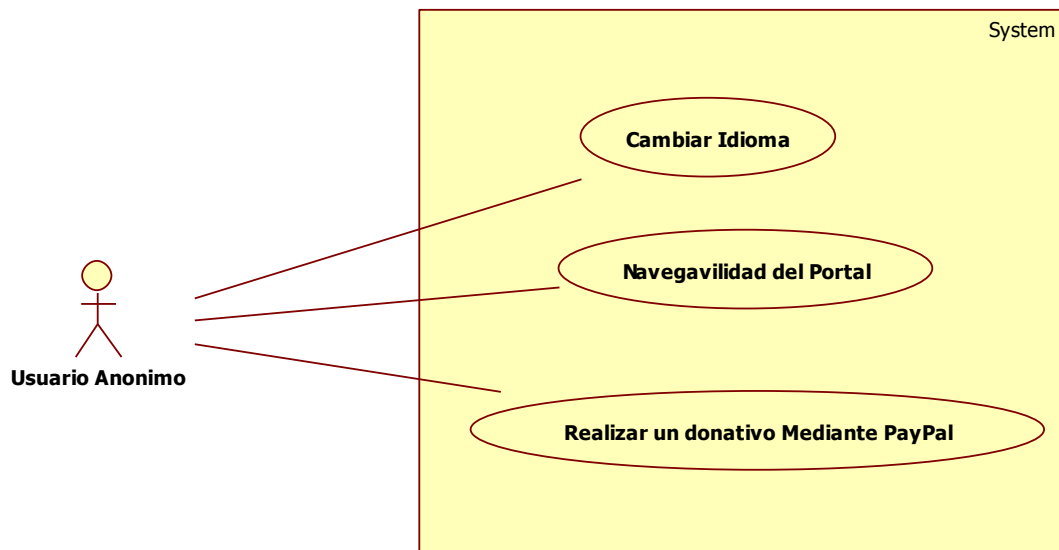 System
Cambiar Idioma
Navegavilidad del Portal
Usuario Anonimo
Realizar un donativo Mediante PayPal